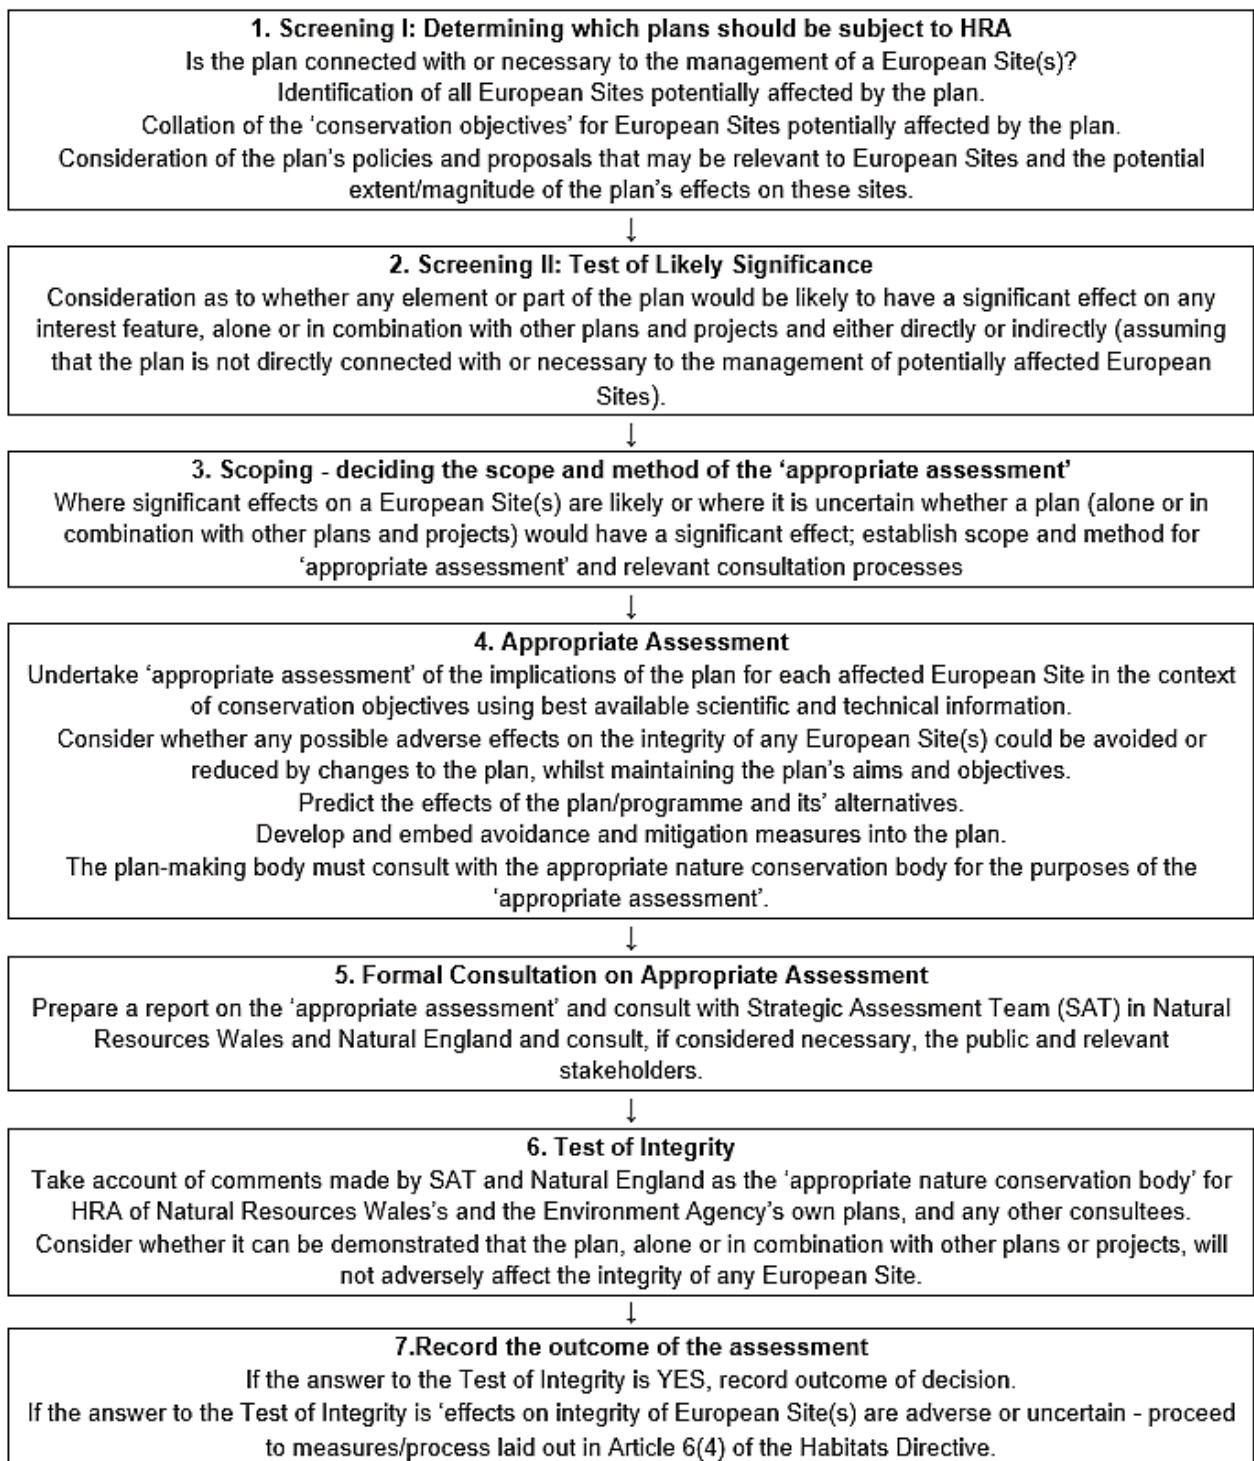 1. Screening I: Determining which plans should be subject to HRA
Is the plan connected with or necessary to the management of a European Site(s)?
Identification of all European Sites potentially affected by the plan.
Collation of the ‘conservation objectives’ for European Sites potentially affected by the plan.
Consideration of the plan’s policies and proposals that may be relevant to European Sites and the potential
extent/magnitude of the plan’s effects on these sites.
↓
2. Screening II: Test of Likely Significance
Consideration as to whether any element or part of the plan would be likely to have a significant effect on any
interest feature, alone or in combination with other plans and projects and either directly or indirectly (assuming
that the plan is not directly connected with or necessary to the management of potentially affected European
Sites).
↓
3. Scoping - deciding the scope and method of the ‘appropriate assessment’
Where significant effects on a European Site(s) are likely or where it is uncertain whether a plan (alone or in
combination with other plans and projects) would have a significant effect; establish scope and method for
‘appropriate assessment’ and relevant consultation processes
↓
4. Appropriate Assessment
Undertake ‘appropriate assessment’ of the implications of the plan for each affected European Site in the context
of conservation objectives using best available scientific and technical information.
Consider whether any possible adverse effects on the integrity of any European Site(s) could be avoided or
reduced by changes to the plan, whilst maintaining the plan’s aims and objectives.
Predict the effects of the plan/programme and its’ alternatives.
Develop and embed avoidance and mitigation measures into the plan.
The plan-making body must consult with the appropriate nature conservation body for the purposes of the
‘appropriate assessment’.
↓
5. Formal Consultation on Appropriate Assessment
Prepare a report on the ‘appropriate assessment’ and consult with Strategic Assessment Team (SAT) in Natural
Resources Wales and Natural England and consult, if considered necessary, the public and relevant
stakeholders.
↓
6. Test of Integrity
Take account of comments made by SAT and Natural England as the ‘appropriate nature conservation body’ for
HRA of Natural Resources Wales’s and the Environment Agency’s own plans, and any other consultees.
Consider whether it can be demonstrated that the plan, alone or in combination with other plans or projects, will
not adversely affect the integrity of any European Site.
↓
7.Record the outcome of the assessment
If the answer to the Test of Integrity is YES, record outcome of decision.
If the answer to the Test of Integrity is ‘effects on integrity of European Site(s) are adverse or uncertain - proceed
to measures/process laid out in Article 6(4) of the Habitats Directive.